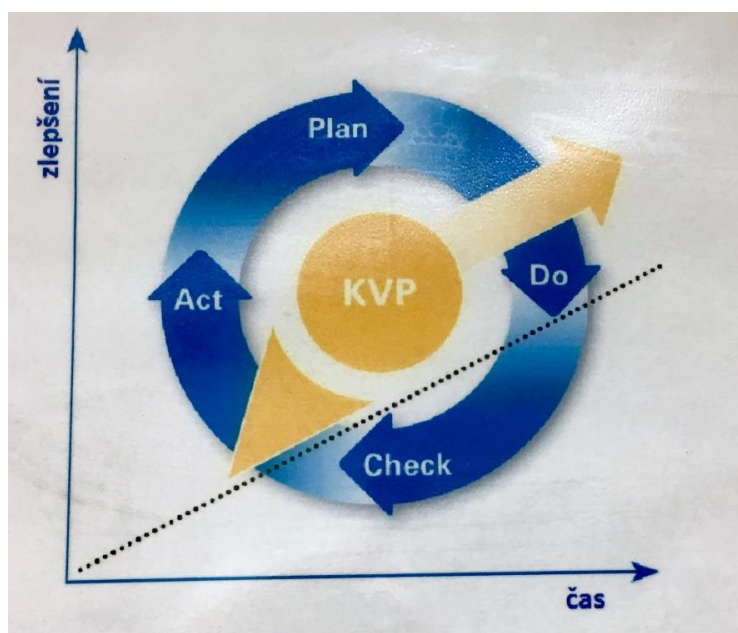 zlepšení
Plan
Do
KVP
Act
Check
čas